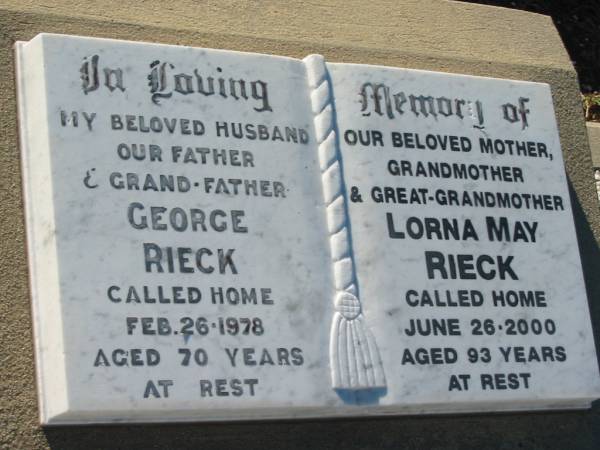 In Loving
MY BELOVED HUSBAND
OUR FATHER
& GRAND-FATHER
GEORGE
RIECK
CALLED HOME
FEB.26·1978
AGED 70 YEARS
AT REST
Memory of
OUR BELOVED MOTHER,
GRANDMOTHER
& GREAT-GRANDMOTHER
LORNA MAY
RIECK
CALLED HOME
JUNE 26·2000
AGED 93 YEARS
AT REST